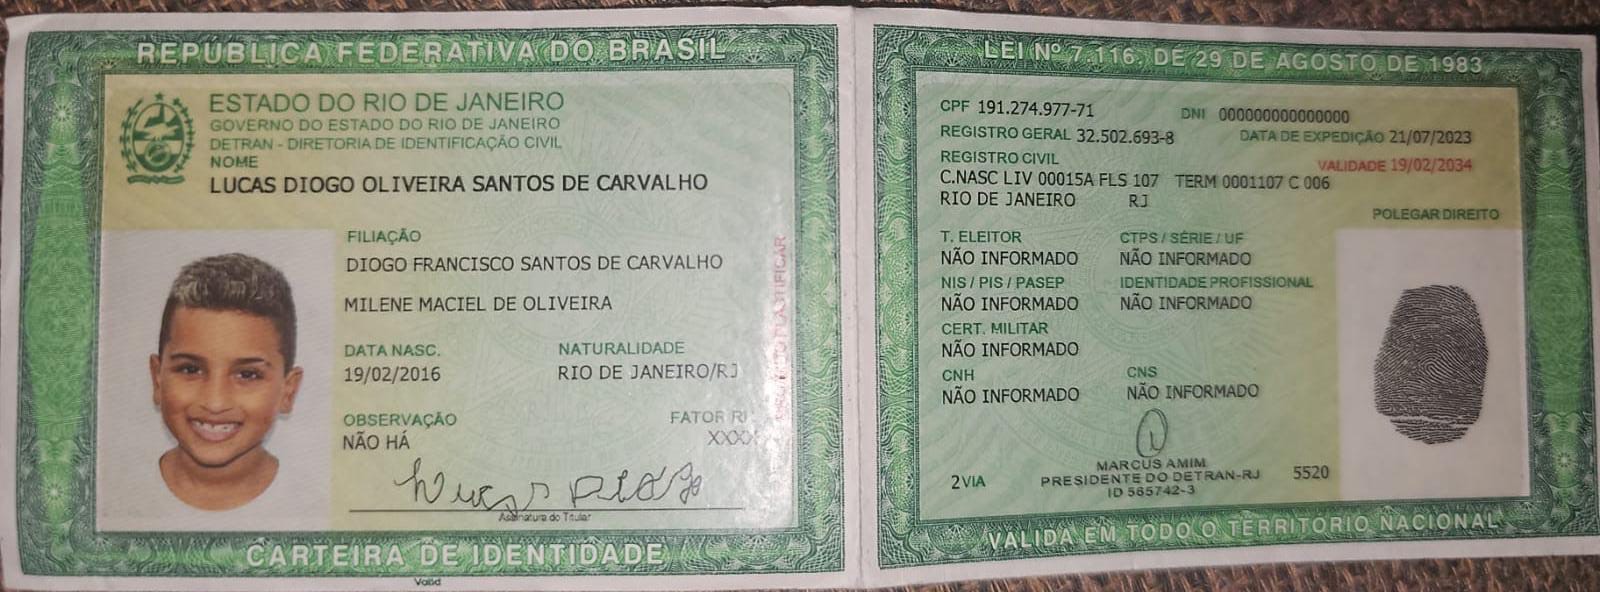 REPÚBLICA FEDERATIVA DO BRASIL
ESTADO DO RIO DE JANEIRO
GOVERNO DO ESTADO DO RIO DE JANEIRO
DETRAN - DIRETORIA DE IDENTIFICAÇÃO CIVIL
NOME
LUCAS DIOGO OLIVEIRA SANTOS DE CARVALHO
FILIAÇÃO
DIOGO FRANCISCO SANTOS DE CARVALHO
MILENE MACIEL DE OLIVEIRA
DATA NASC. NATURALIDADE
19/02/2016 RIO DE JANEIRO/RJ
OBSERVAÇÃO FATOR
NÃO HÁ XXXX
Assinatura do Titular
CARTEIRA DE IDENTIDADE
Valid
LEI Nº 7.116, DE 29 DE AGOSTO DE 1983
CPF 191.274.977-71 DNI 000000000000000
REGISTRO GERAL 32.502.693-8 DATA DE EXPEDIÇÃO 21/07/2023
REGISTRO CIVIL VALIDADE 19/02/2034
C.NASC LIV 00015A FLS 107 TERM 0001107 C 006
RIO DE JANEIRO RJ
POLEGAR DIREITO
T. ELEITOR CTPS / SÉRIE / UF
NÃO INFORMADO NÃO INFORMADO
NIS / PIS / PASEP IDENTIDADE PROFISSIONAL
NÃO INFORMADO NÃO INFORMADO
CERT. MILITAR
NÃO INFORMADO
CNH CNS
NÃO INFORMADO NÃO INFORMADO
MARCUS AMIM
2 VIA PRESIDENTE DO DETRAN-RJ 5520
ID 565742-3
VALIDA EM TODO O TERRITORIO NACIONAL